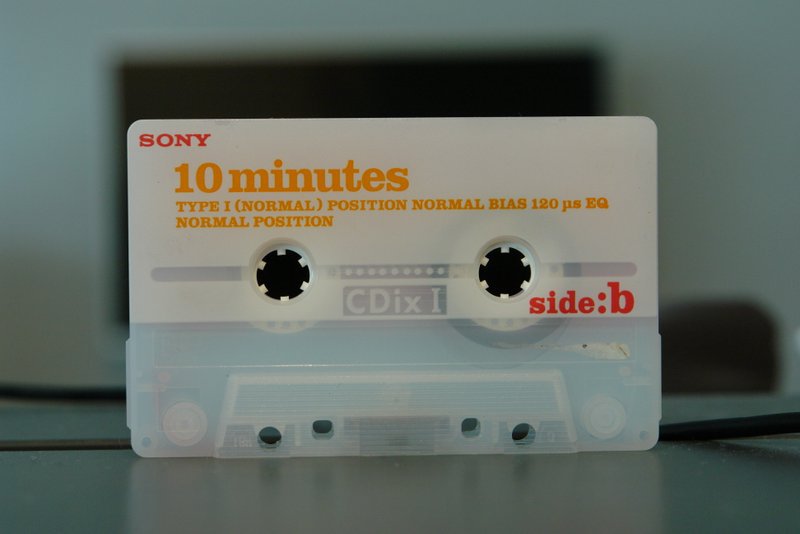 SONY
10 minutes
TYPE I (NORMAL) POSITION NORMAL BIAS 120 µs EQ
NORMAL POSITION
CDix I
side:b